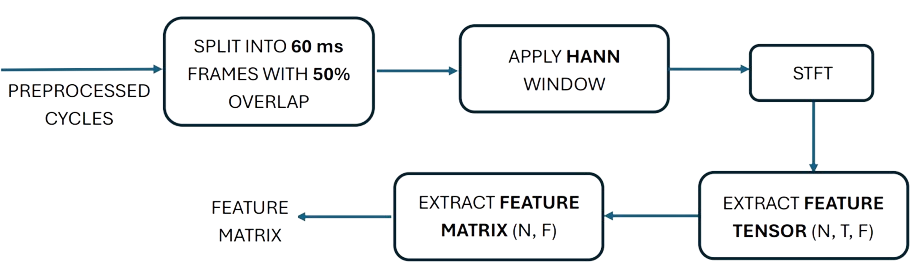 PREPROCESSED
CYCLES
SPLIT INTO 60 ms
FRAMES WITH 50%
OVERLAP
APPLY HANN
WINDOW
STFT
EXTRACT FEATURE
TENSOR (N, T, F)
EXTRACT FEATURE
MATRIX (N, F)
FEATURE
MATRIX